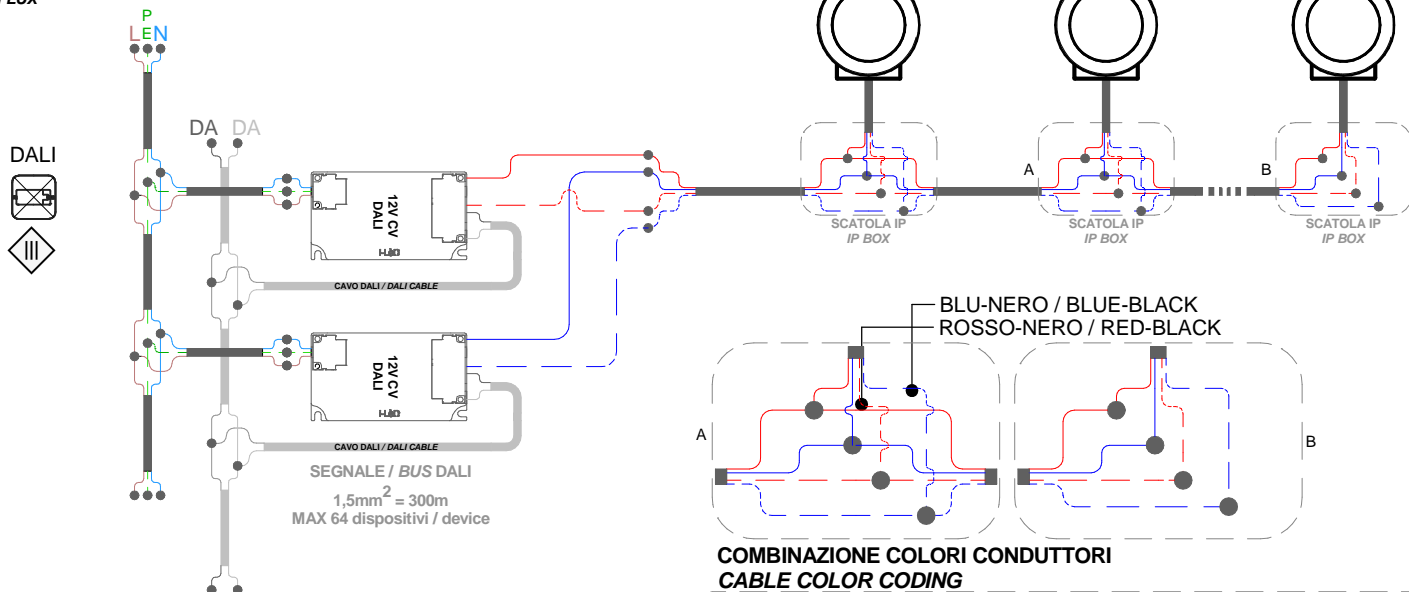 P
LEN
DA DA
DALI
12V CV
DALI
CAVO DALI / DALI CABLE
12V CV
DALI
CAVO DALI / DALI CABLE
SEGNALE / BUS DALI
1,5mm² = 300m
MAX 64 dispositivi / device
A
B
SCATOLA IP
IP BOX
SCATOLA IP
IP BOX
SCATOLA IP
IP BOX
BLU-NERO / BLUE-BLACK
ROSSO-NERO / RED-BLACK
A
B
COMBINAZIONE COLORI CONDUTTORI
CABLE COLOR CODING